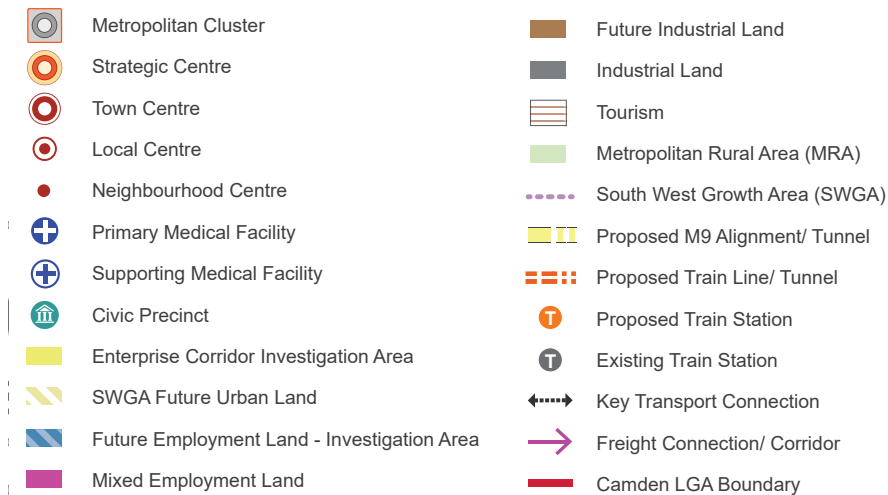 Metropolitan Cluster
Strategic Centre
Town Centre
Local Centre
Neighbourhood Centre
Primary Medical Facility
Supporting Medical Facility
Civic Precinct
Enterprise Corridor Investigation Area
SWGA Future Urban Land
Future Employment Land - Investigation Area
Mixed Employment Land
Future Industrial Land
Industrial Land
Tourism
Metropolitan Rural Area (MRA)
South West Growth Area (SWGA)
Proposed M9 Alignment/ Tunnel
Proposed Train Line/ Tunnel
T Proposed Train Station
T Existing Train Station
Key Transport Connection
Freight Connection/ Corridor
Camden LGA Boundary